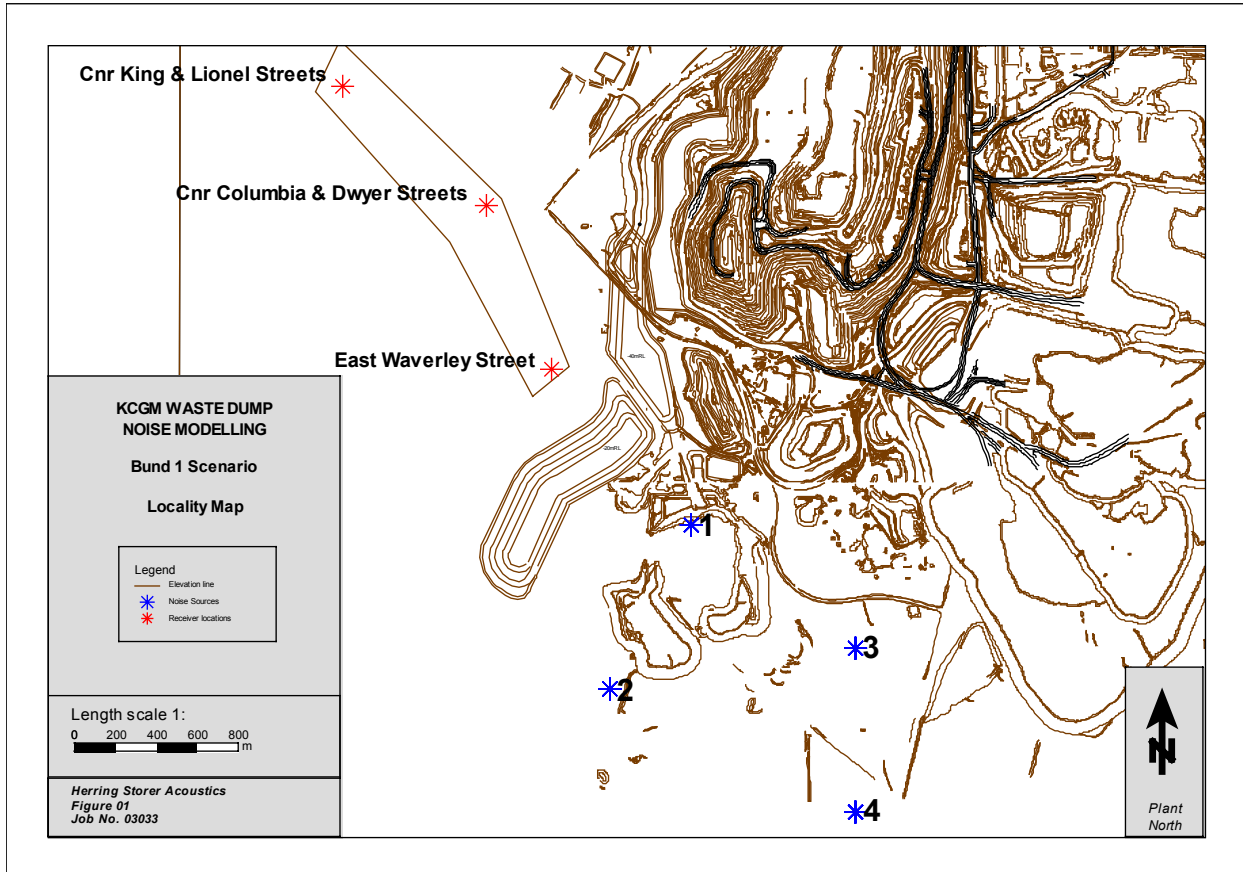 Cnr King & Lionel Streets
Cnr Columbia & Dwyer Streets
East Waverley Street
-40mRL
-20mRL
1
2
3
4
KCGM WASTE DUMP
NOISE MODELLING
Bund 1 Scenario
Locality Map
Legend
Elevation line
Noise Sources
Receiver locations
Length scale 1:
0 200 400 600 800
m
Herring Storer Acoustics
Figure 01
Job No. 03033
N
Plant
North